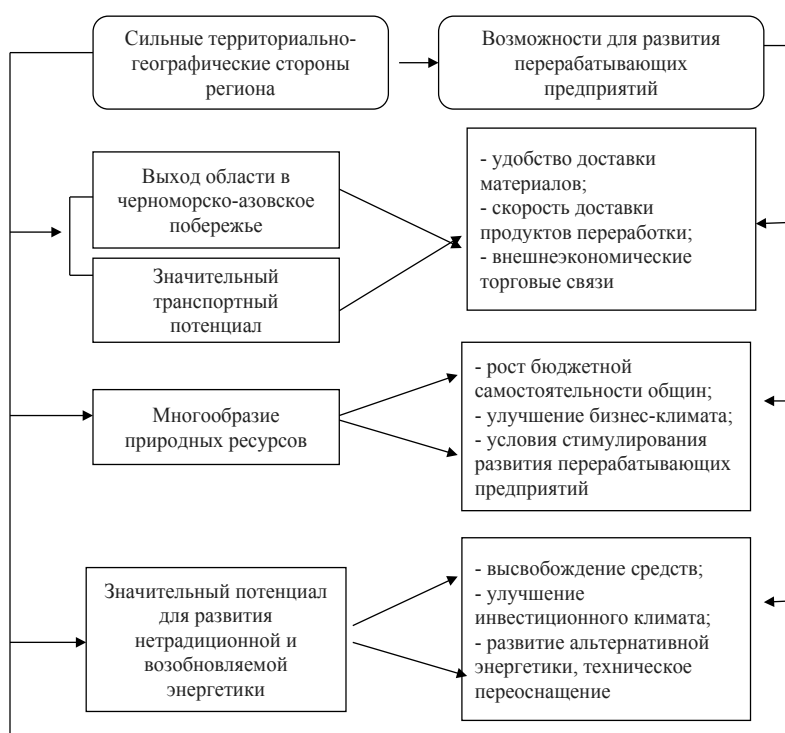 Сильные территориально-
географические стороны
региона
Возможности для развития
перерабатывающих
предприятий
Выход области в
черноморско-азовское
побережье
Значительный
транспортный
потенциал
- удобство доставки
материалов;
- скорость доставки
продуктов переработки;
- внешнеэкономические
торговые связи
Многообразие
природных ресурсов
- рост бюджетной
самостоятельности общин;
- улучшение бизнес-климата;
- условия стимулирования
развития перерабатывающих
предприятий
Значительный потенциал
для развития
нетрадиционной и
возобновляемой
энергетики
- высвобождение средств;
- улучшение
инвестиционного климата;
- развитие альтернативной
энергетики, техническое
переоснащение